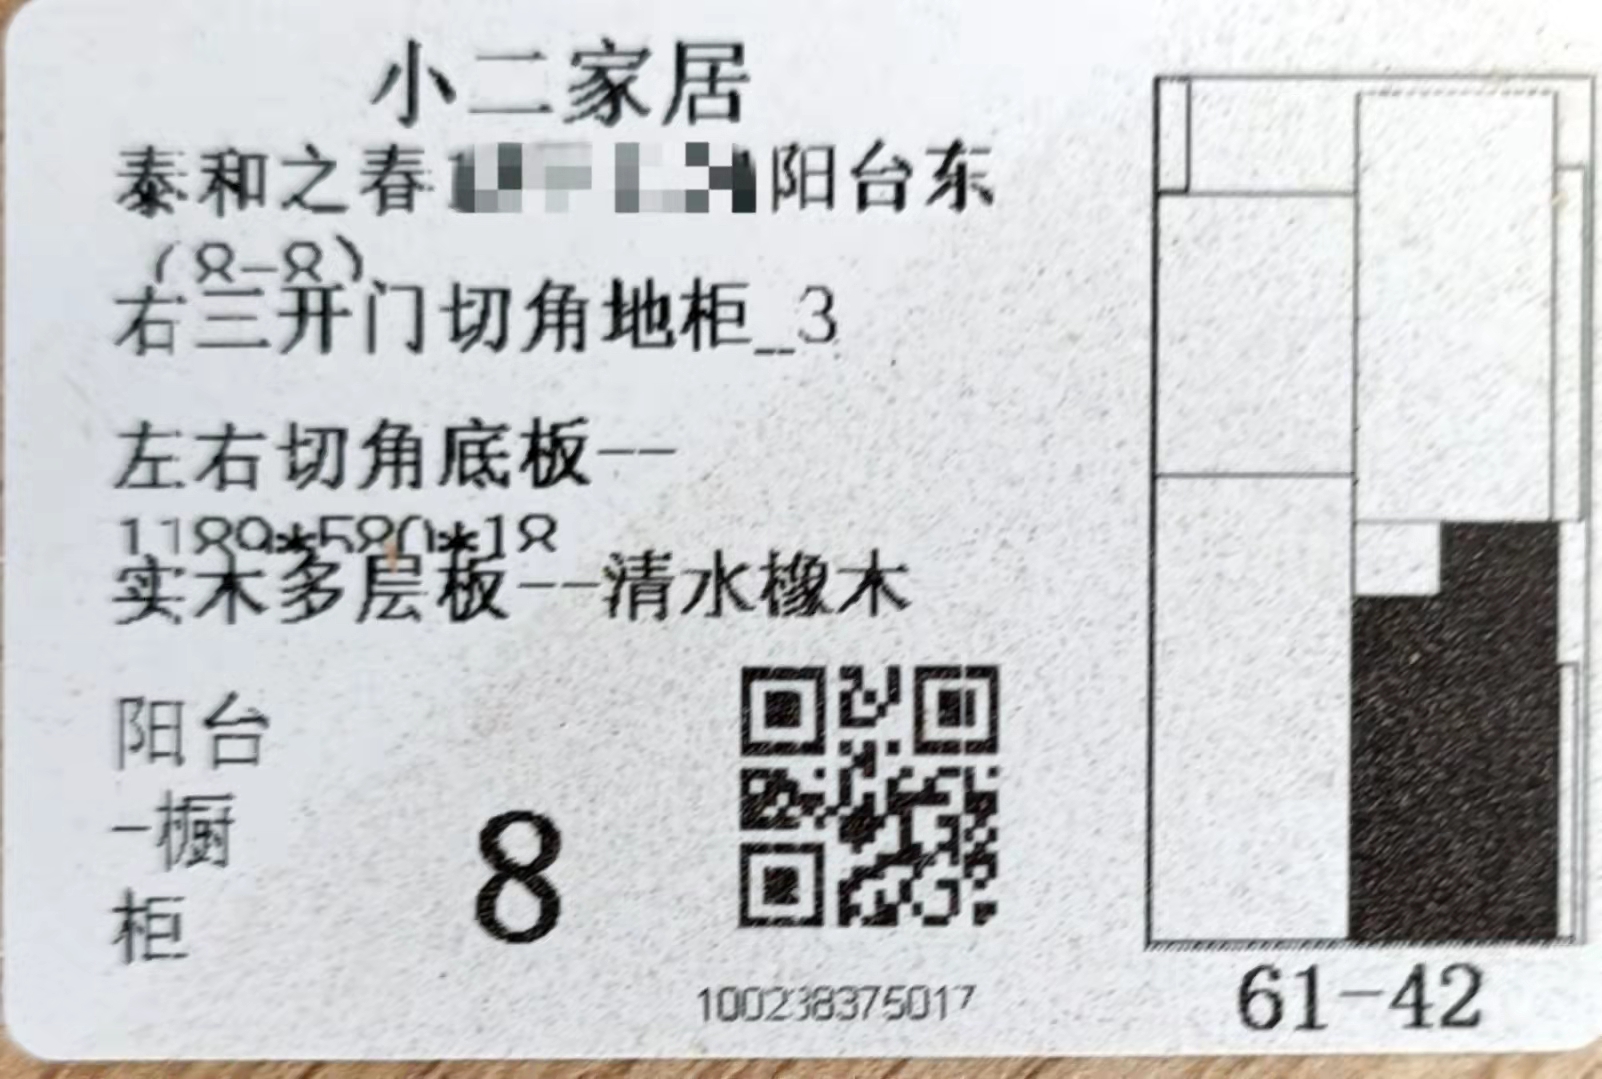 小二家居
泰和之春 阳台东
(8-8)
右三开门切角地柜_3
左右切角底板--
1189*580*18
实木多层板--清水橡木
阳台
-橱
柜
8
100238375017
61-42